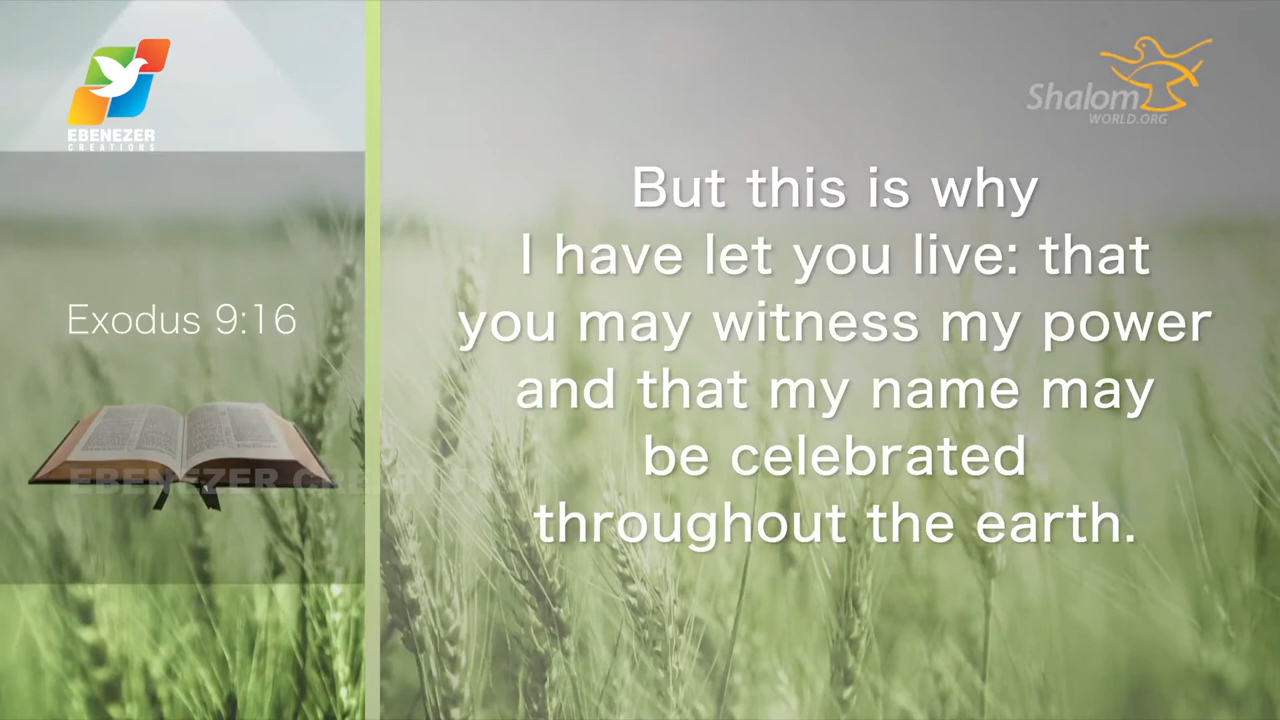 EBENEZER
CREATIONS
Shalom
WORLD.ORG
Exodus 9:16
But this is why
I have let you live: that
you may witness my power
and that my name may
be celebrated
throughout the earth.
EBENEZER